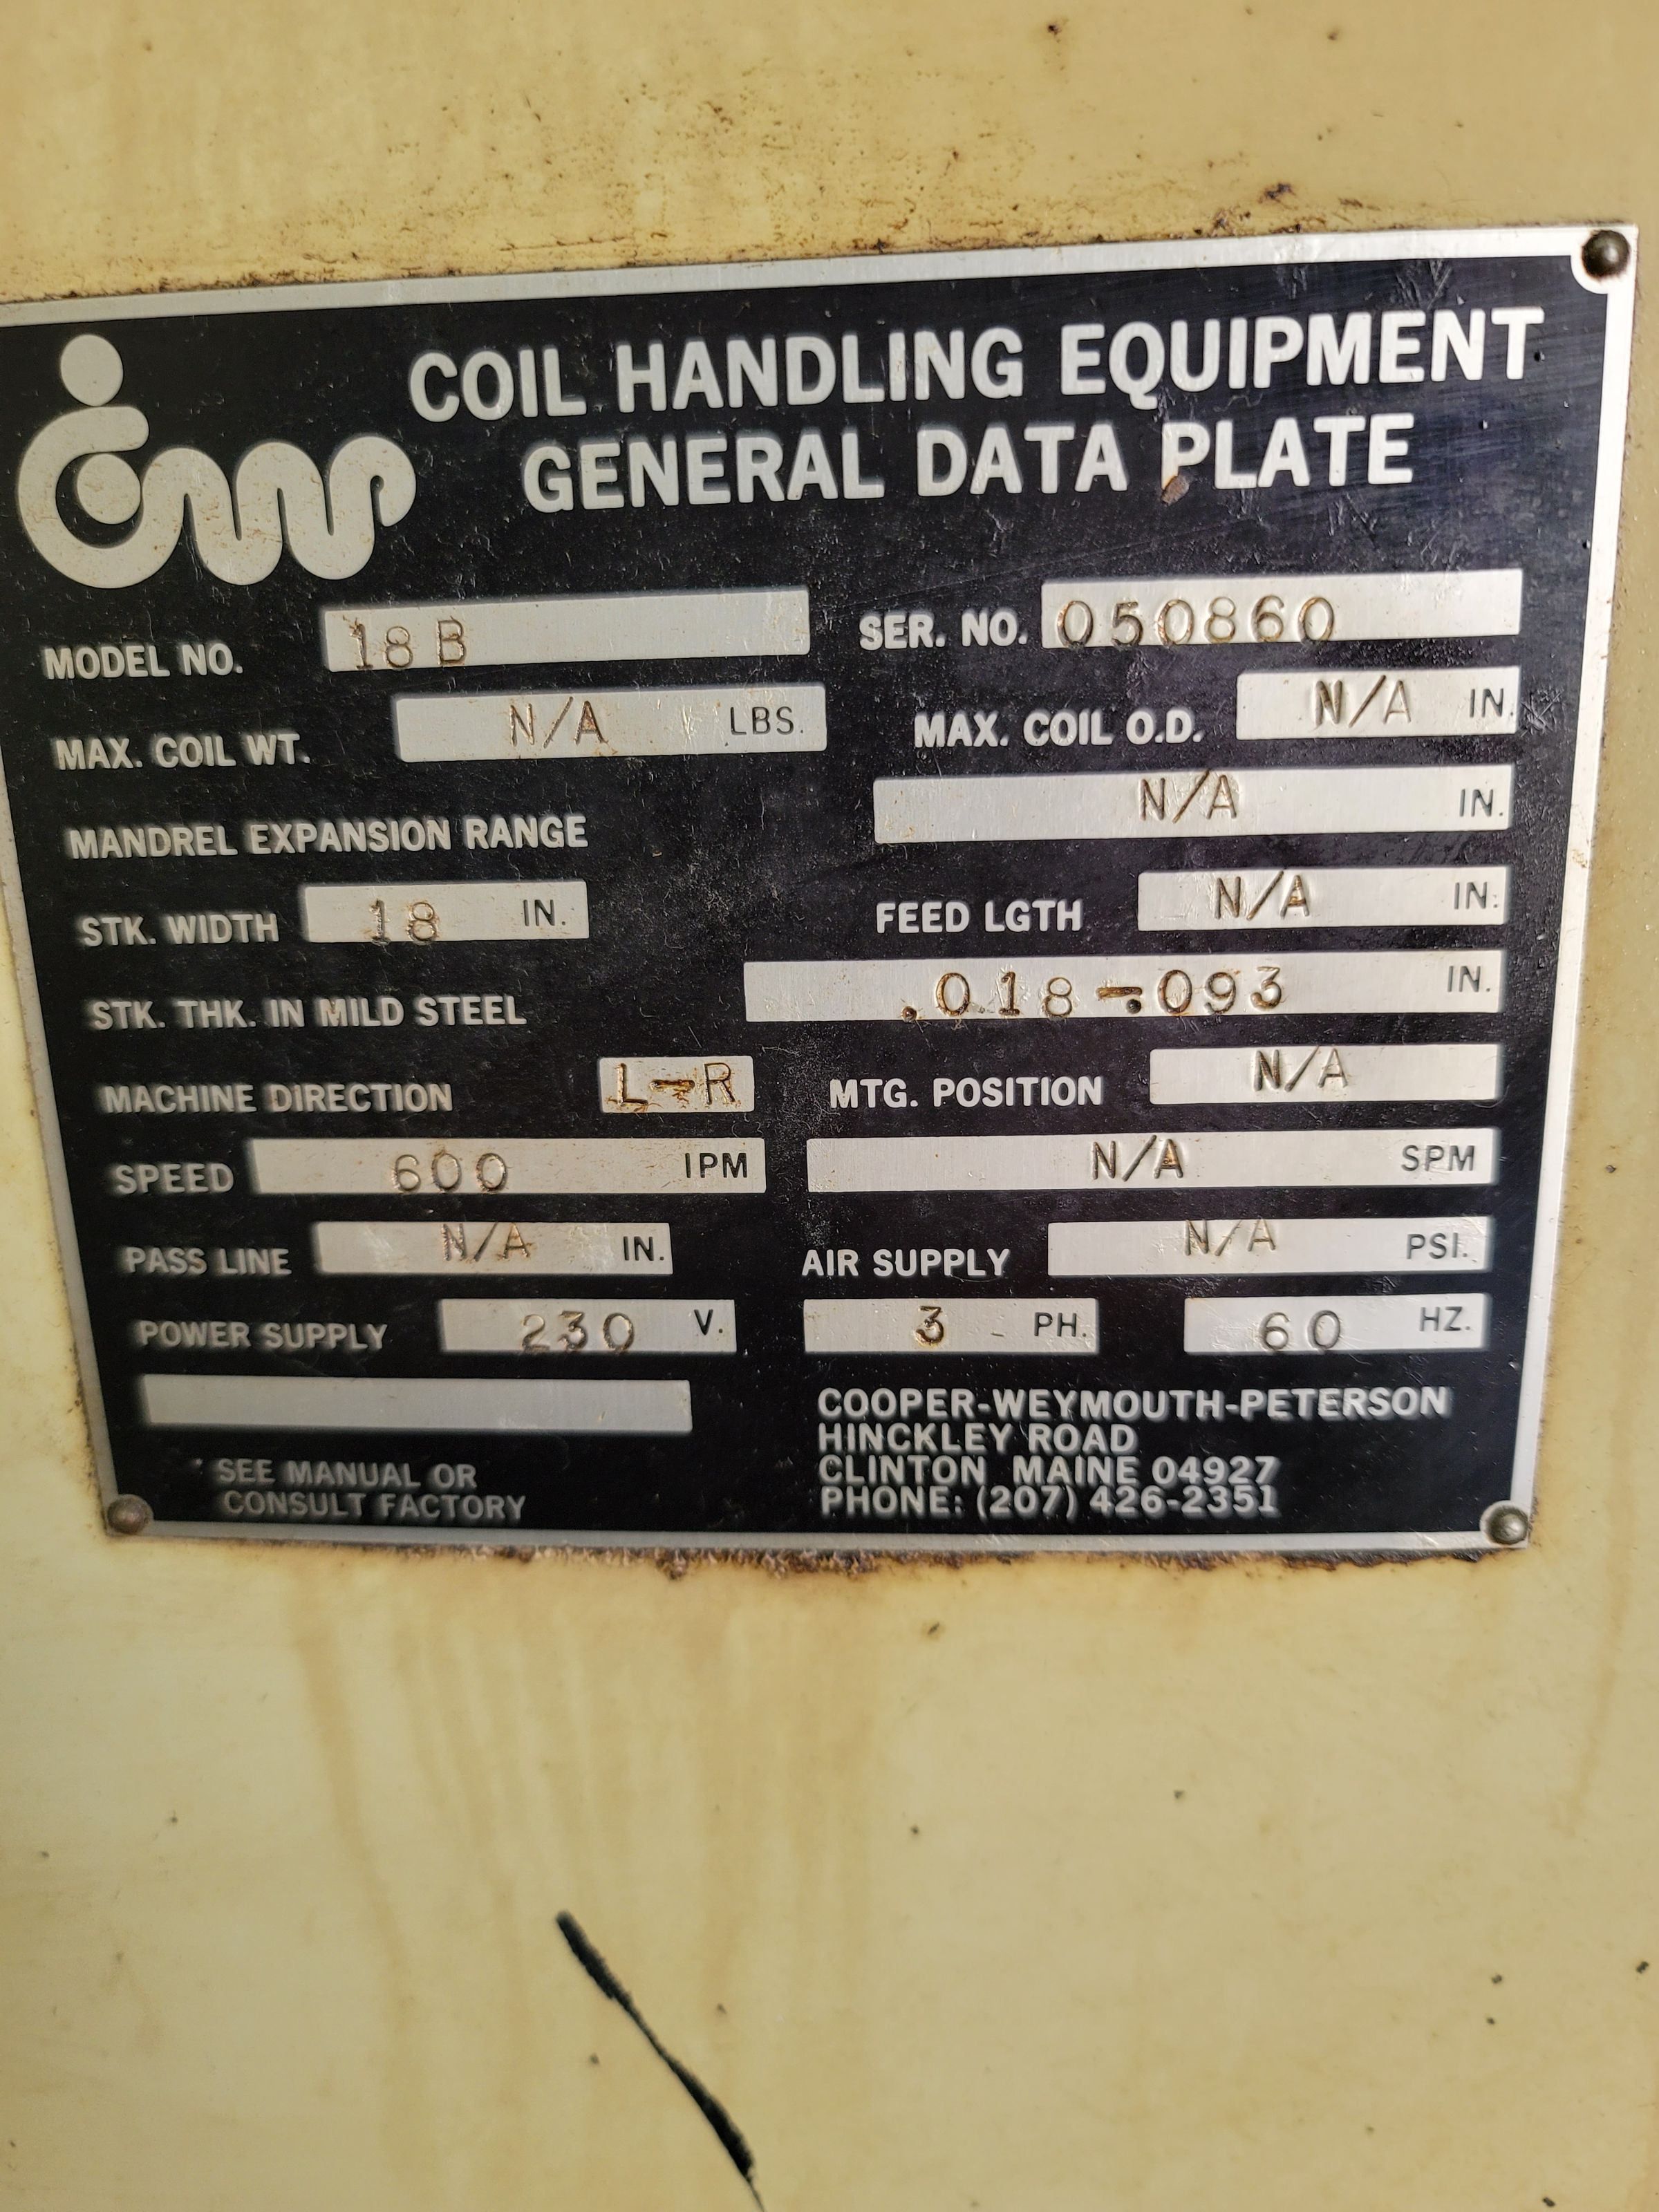 cwp
COIL HANDLING EQUIPMENT
GENERAL DATA PLATE
MODEL NO. 18 B SER. NO. 050860
MAX. COIL WT. N/A LBS. MAX. COIL O.D. N/A IN.
MANDREL EXPANSION RANGE N/A IN.
STK. WIDTH 18 IN. FEED LGTH N/A IN.
STK. THK. IN MILD STEEL .018-.093 IN.
MACHINE DIRECTION L-R MTG. POSITION N/A
SPEED 600 IPM N/A SPM
PASS LINE N/A IN. AIR SUPPLY N/A PSI.
POWER SUPPLY 230 V. 3 PH. 60 HZ.
SEE MANUAL OR
CONSULT FACTORY
COOPER-WEYMOUTH-PETERSON
HINCKLEY ROAD
CLINTON MAINE 04927
PHONE: (207) 426-2351